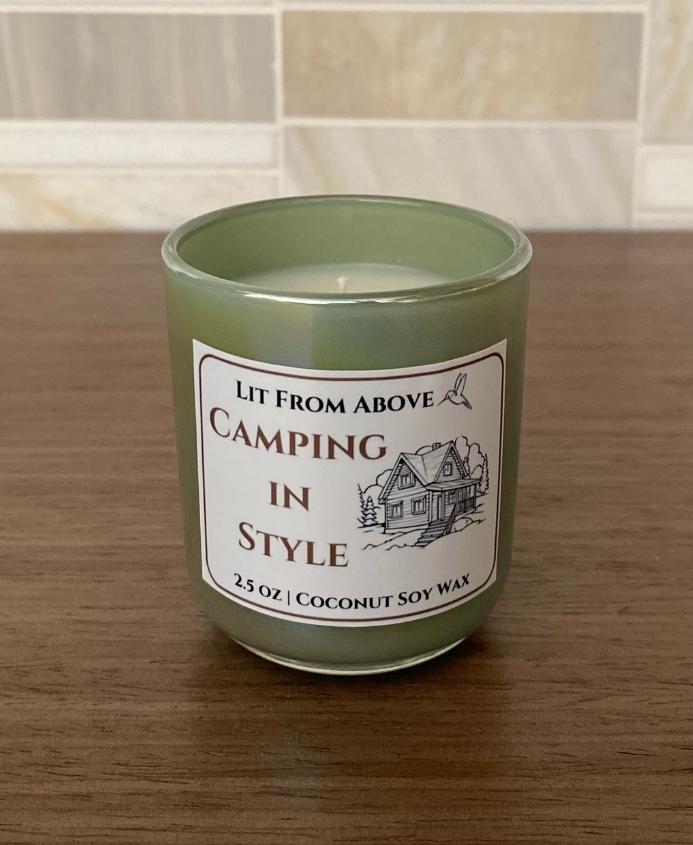 Lit From Above
Camping
in
Style
2.5 oz | Coconut Soy Wax